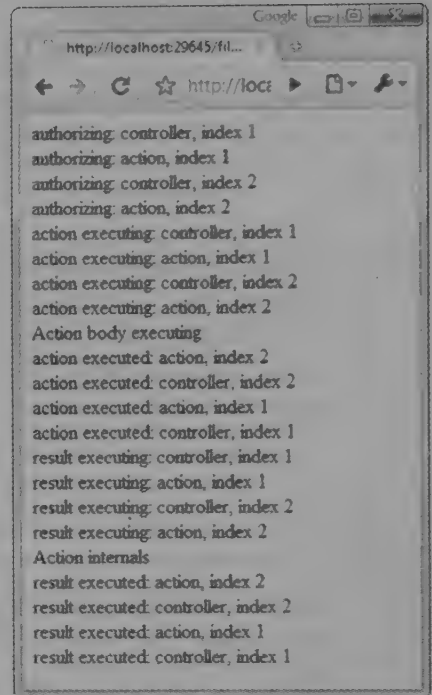 Google
http://localhost:29645/fil...
http://loca
authorizing: controller, index 1
authorizing: action, index 1
authorizing: controller, index 2
authorizing: action, index 2
action executing: controller, index 1
action executing: action, index 1
action executing: controller, index 2
action executing: action, index 2
Action body executing
action executed: action, index 2
action executed: controller, index 2
action executed: action, index 1
action executed: controller, index 1
result executing: controller, index 1
result executing: action, index 1
result executing: controller, index 2
result executing: action, index 2
Action internals
result executed: action, index 2
result executed: controller, index 2
result executed: action, index 1
result executed: controller, index 1